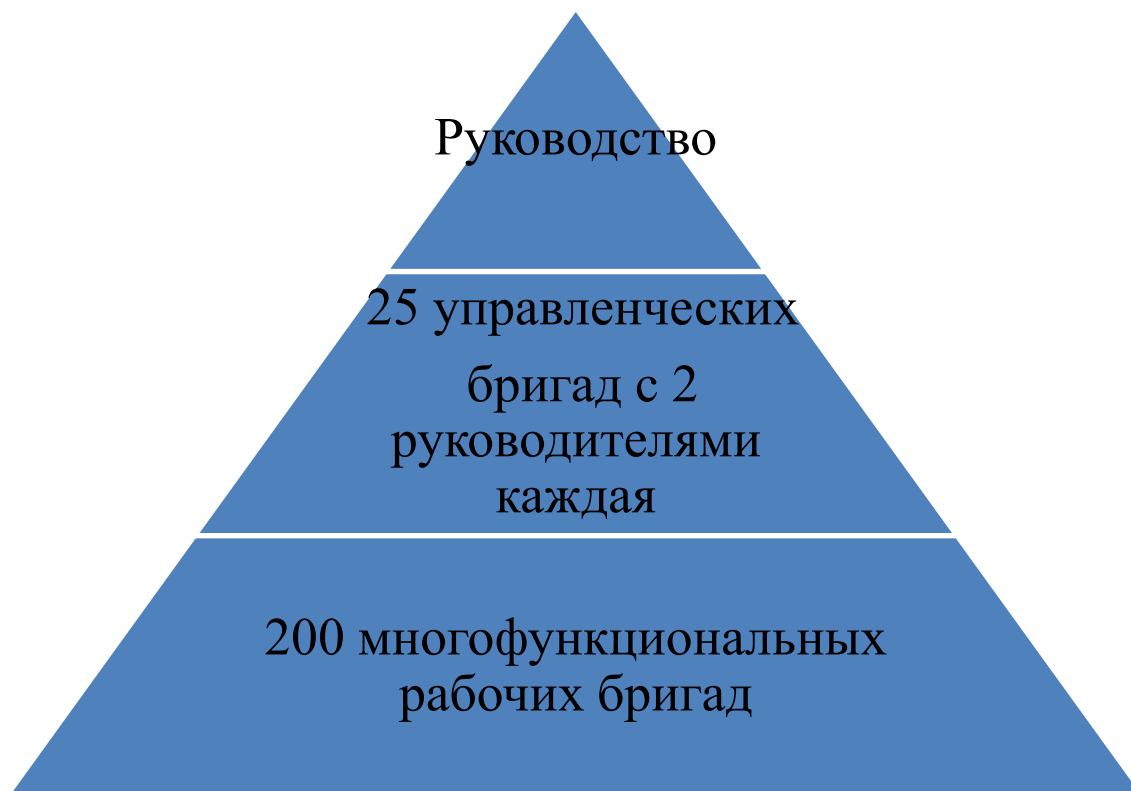 Руководство
25 управленческих
бригад с 2
руководителями
каждая
200 многофункциональных
рабочих бригад